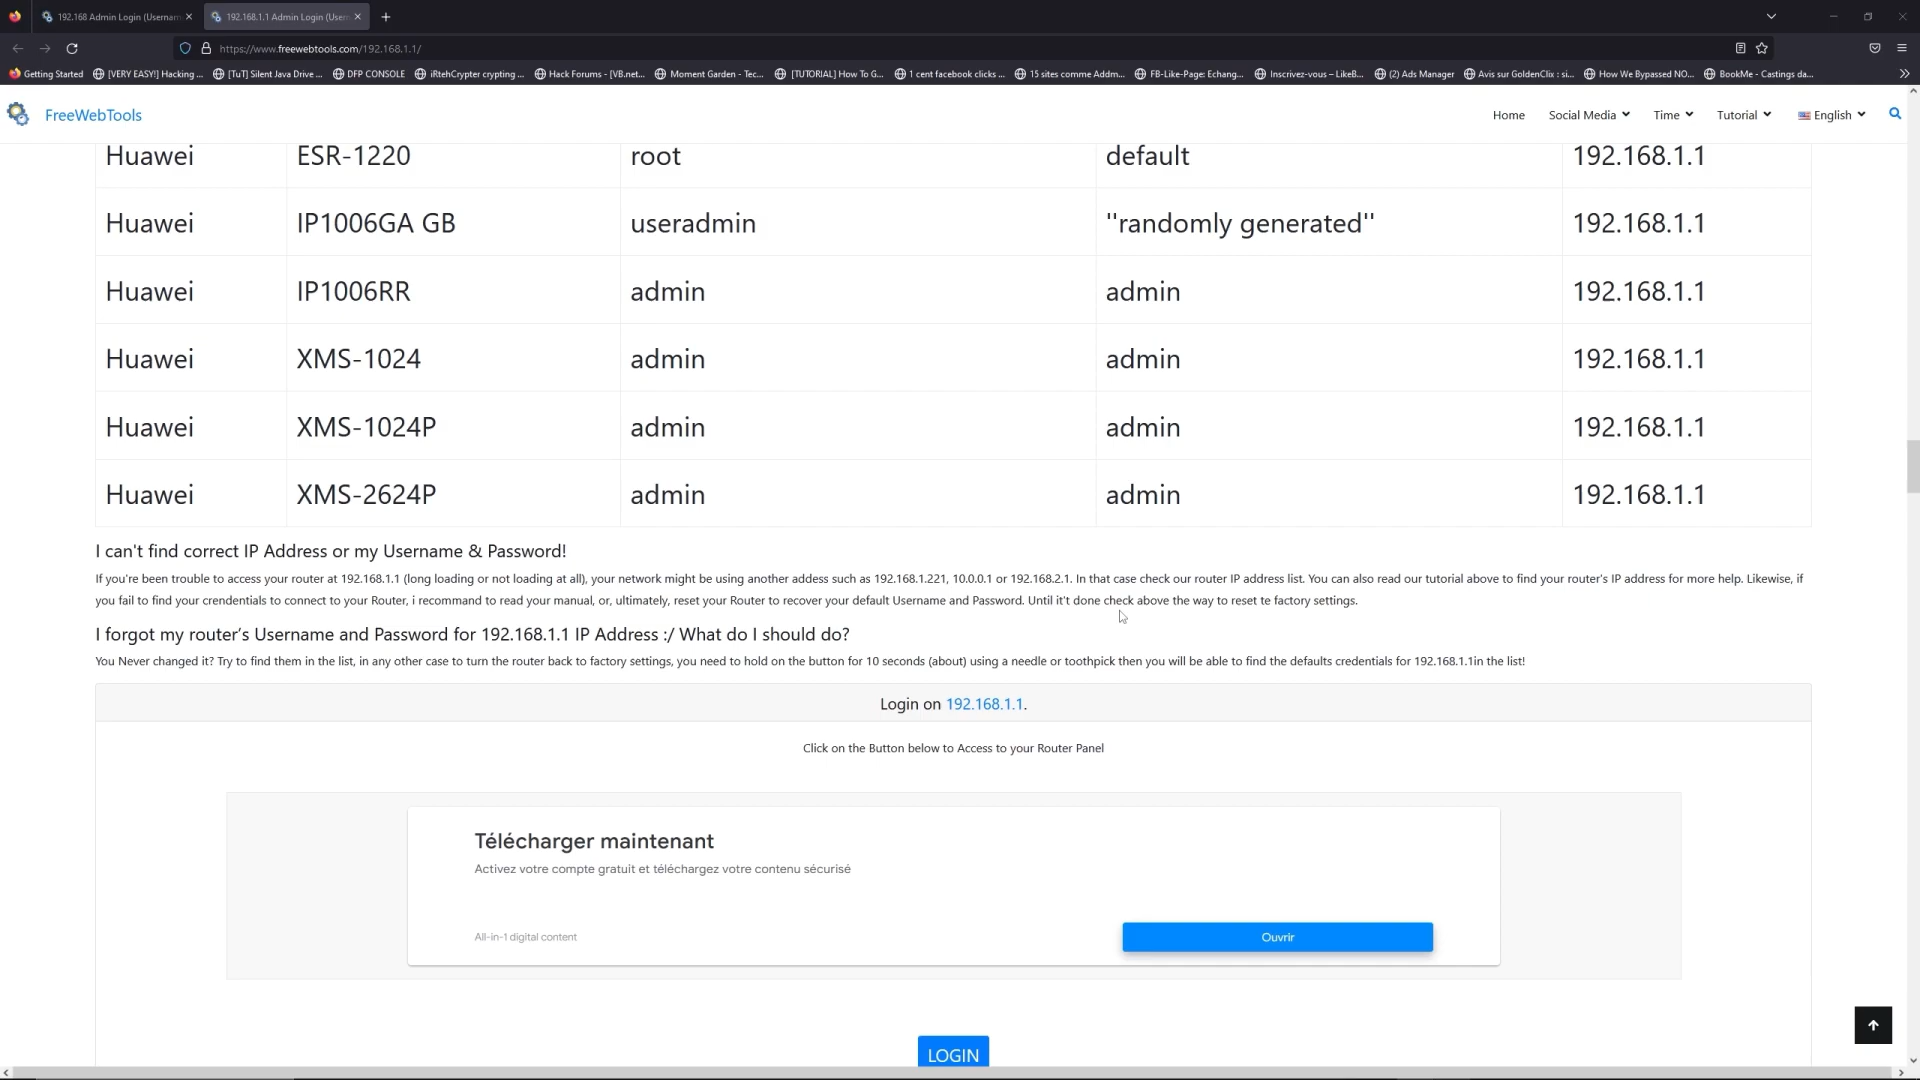 192.168 Admin Login (Usernam
192.168.1.1 Admin Login (User
https://www.freewebtools.com/192.168.1.1/
Getting Started
[VERY EASY!] Hacking ...
[TuT] Silent Java Drive ...
DFP CONSOLE
iRtehCrypter crypting ...
Hack Forums - [VB.net...
Moment Garden - Tec...
[TUTORIAL] How To G...
1 cent facebook clicks ...
15 sites comme Addm...
FB-Like-Page: Echang...
Inscrivez-vous – LikeB...
(2) Ads Manager
Avis sur GoldenClix : si...
How We Bypassed NO...
BookMe - Castings da...
FreeWebTools
Home
Social Media
Time
Tutorial
English
Huawei ESR-1220 root default 192.168.1.1
Huawei IP1006GA GB useradmin ''randomly generated'' 192.168.1.1
Huawei IP1006RR admin admin 192.168.1.1
Huawei XMS-1024 admin admin 192.168.1.1
Huawei XMS-1024P admin admin 192.168.1.1
Huawei XMS-2624P admin admin 192.168.1.1
I can't find correct IP Address or my Username & Password!
If you're been trouble to access your router at 192.168.1.1 (long loading or not loading at all), your network might be using another addess such as 192.168.1.221, 10.0.0.1 or 192.168.2.1. In that case check our router IP address list. You can also read our tutorial above to find your router's IP address for more help. Likewise, if
you fail to find your crendentials to connect to your Router, i recommand to read your manual, or, ultimately, reset your Router to recover your default Username and Password. Until it't done check above the way to reset te factory settings.
I forgot my router’s Username and Password for 192.168.1.1 IP Address :/ What do I should do?
You Never changed it? Try to find them in the list, in any other case to turn the router back to factory settings, you need to hold on the button for 10 seconds (about) using a needle or toothpick then you will be able to find the defaults credentials for 192.168.1.1in the list!
Login on 192.168.1.1.
Click on the Button below to Access to your Router Panel
Télécharger maintenant
Activez votre compte gratuit et téléchargez votre contenu sécurisé
All-in-1 digital content
Ouvrir
LOGIN